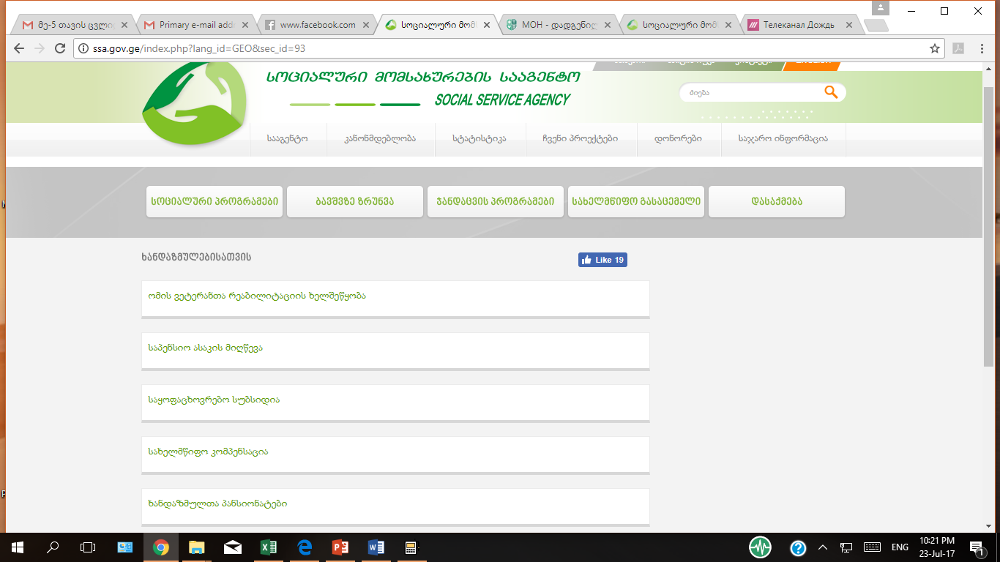 მე-5 თავის ცვლი
Primary e-mail add
www.facebook.com
სოციალური მომ
МОН - დადგენილ
სოციალური მომ
Телеканал Дождь
ssa.gov.ge/index.php?lang_id=GEO&sec_id=93
სოციალური მომსახურების სააგენტო
SOCIAL SERVICE AGENCY
ძიება
სააგენტო
კანონმდებლობა
სტატისტიკა
ჩვენი პროექტები
დონორები
საჯარო ინფორმაცია
სოციალური პროგრამები
ბავშვზე ზრუნვა
ჯანდაცვის პროგრამები
სახელმწიფო გასაცემელი
დასაქმება
ხანდაზმულებისათვის
Like 19
ომის ვეტერანთა რეაბილიტაციის ხელშეწყობა
საპენსიო ასაკის მიღწევა
საყოფაცხოვრებო სუბსიდია
სახელმწიფო კომპენსაცია
ხანდაზმულთა პანსიონატები
ENG
10:21 PM
23-Jul-17
1